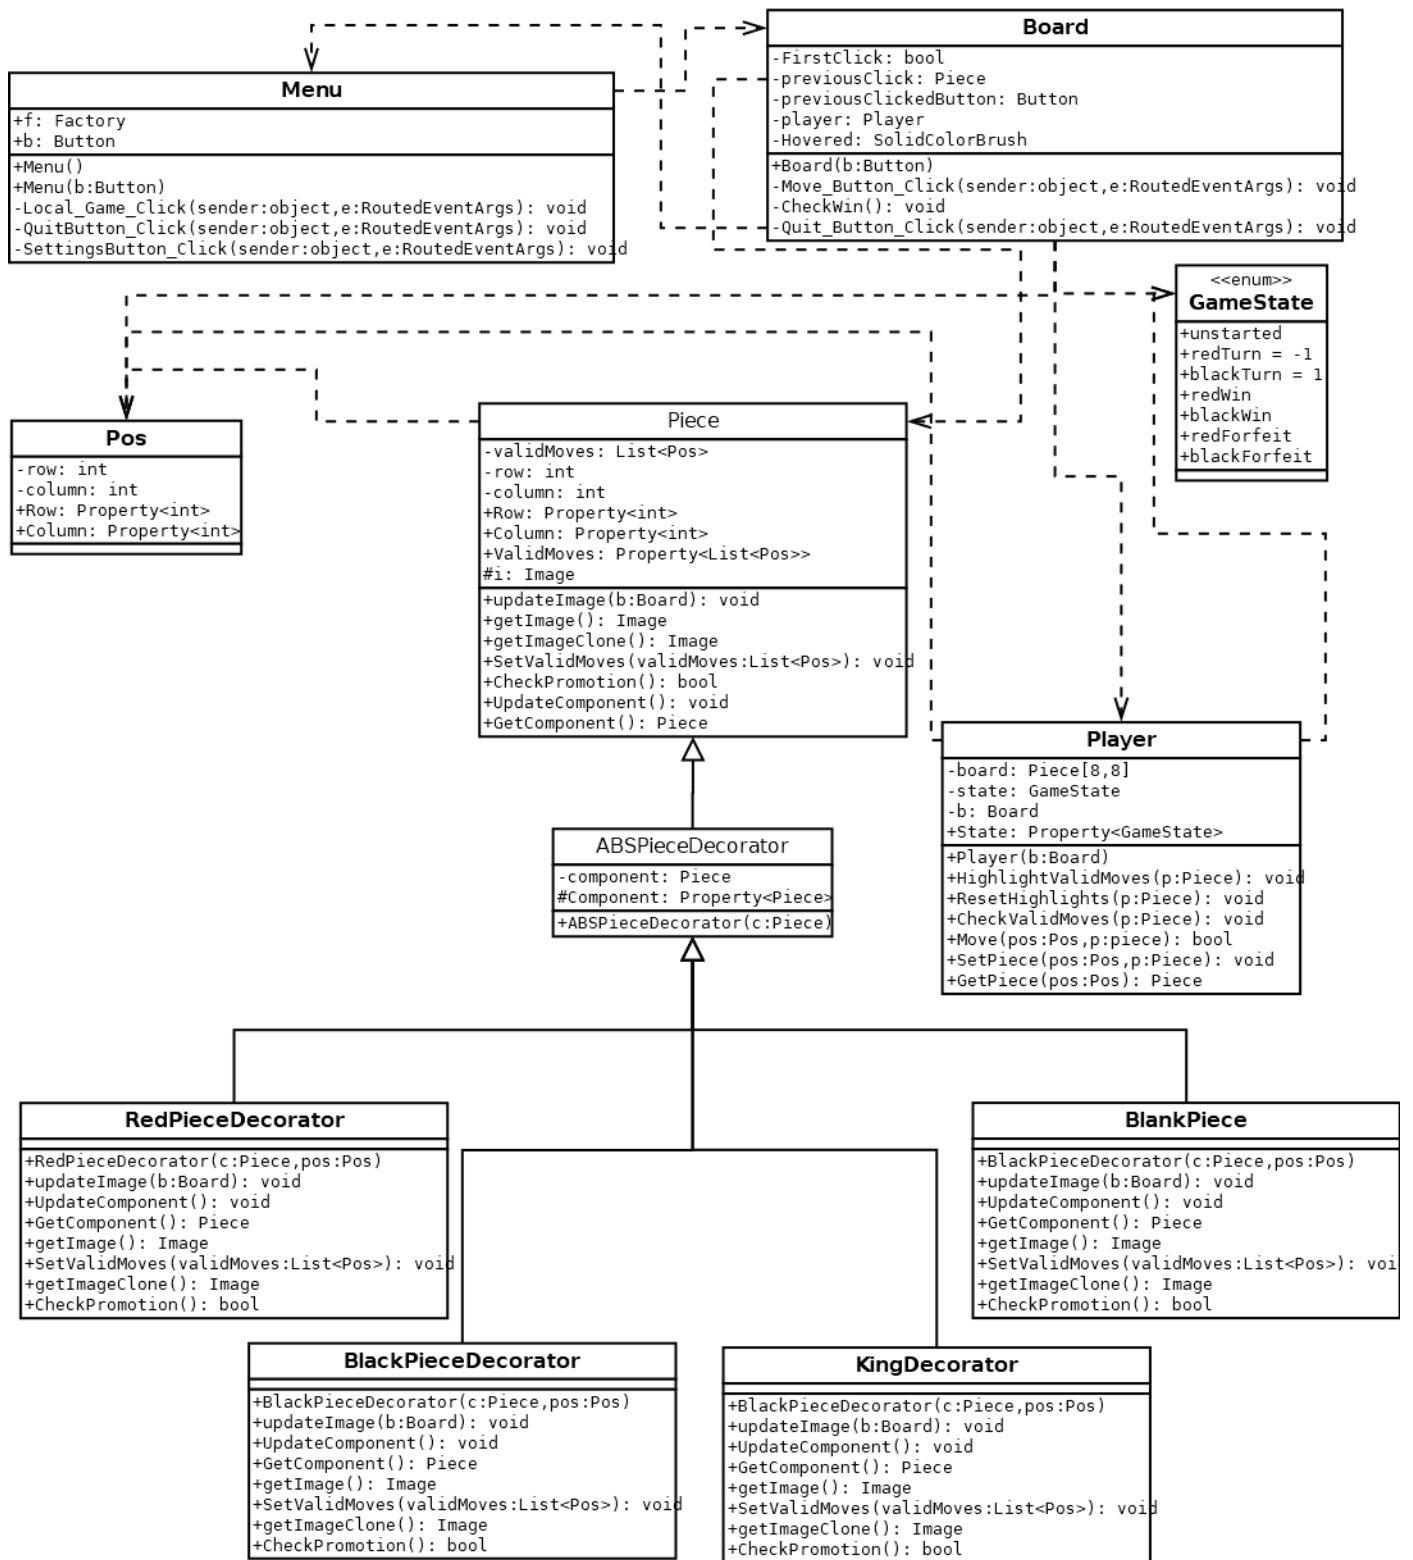 Menu
+f: Factory
+b: Button
+Menu()
+Menu(b:Button)
-Local_Game_Click(sender:object,e:RoutedEventArgs): void
-QuitButton_Click(sender:object,e:RoutedEventArgs): void
-SettingsButton_Click(sender:object,e:RoutedEventArgs): void
Board
-FirstClick: bool
-previousClick: Piece
-previousClickedButton: Button
-player: Player
-Hovered: SolidColorBrush
+Board(b:Button)
-Move_Button_Click(sender:object,e:RoutedEventArgs): void
-CheckWin(): void
-Quit_Button_Click(sender:object,e:RoutedEventArgs): void
<<enum>>
GameState
+unstarted
+redTurn = -1
+blackTurn = 1
+redWin
+blackWin
+redForfeit
+blackForfeit
Pos
-row: int
-column: int
+Row: Property<int>
+Column: Property<int>
Piece
-validMoves: List<Pos>
-row: int
-column: int
+Row: Property<int>
+Column: Property<int>
+ValidMoves: Property<List<Pos>>
#i: Image
+updateImage(b:Board): void
+getImage(): Image
+getImageClone(): Image
+SetValidMoves(validMoves:List<Pos>): void
+CheckPromotion(): bool
+UpdateComponent(): void
+GetComponent(): Piece
Player
-board: Piece[8,8]
-state: GameState
-b: Board
+State: Property<GameState>
+Player(b:Board)
+HighlightValidMoves(p:Piece): void
+ResetHighlights(p:Piece): void
+CheckValidMoves(p:Piece): void
+Move(pos:Pos,p:piece): bool
+SetPiece(pos:Pos,p:Piece): void
+GetPiece(pos:Pos): Piece
ABSPieceDecorator
-component: Piece
#Component: Property<Piece>
+ABSPieceDecorator(c:Piece)
RedPieceDecorator
+RedPieceDecorator(c:Piece,pos:Pos)
+updateImage(b:Board): void
+UpdateComponent(): void
+GetComponent(): Piece
+getImage(): Image
+SetValidMoves(validMoves:List<Pos>): void
+getImageClone(): Image
+CheckPromotion(): bool
BlankPiece
+BlackPieceDecorator(c:Piece,pos:Pos)
+updateImage(b:Board): void
+UpdateComponent(): void
+GetComponent(): Piece
+getImage(): Image
+SetValidMoves(validMoves:List<Pos>): voi
+getImageClone(): Image
+CheckPromotion(): bool
BlackPieceDecorator
+BlackPieceDecorator(c:Piece,pos:Pos)
+updateImage(b:Board): void
+UpdateComponent(): void
+GetComponent(): Piece
+getImage(): Image
+SetValidMoves(validMoves:List<Pos>): void
+getImageClone(): Image
+CheckPromotion(): bool
KingDecorator
+BlackPieceDecorator(c:Piece,pos:Pos)
+updateImage(b:Board): void
+UpdateComponent(): void
+GetComponent(): Piece
+getImage(): Image
+SetValidMoves(validMoves:List<Pos>): void
+getImageClone(): Image
+CheckPromotion(): bool